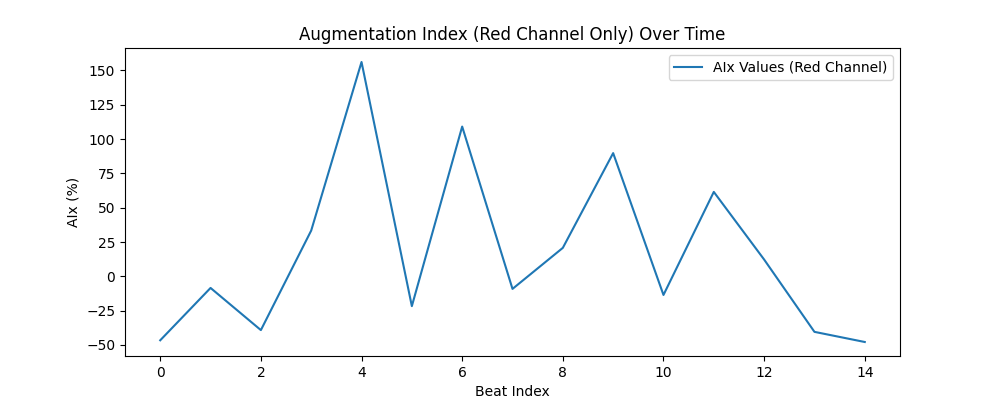 Augmentation Index (Red Channel Only) Over Time
AIx Values (Red Channel)
AIx (%)
150
125
100
75
50
25
0
−25
−50
0 2 4 6 8 10 12 14
Beat Index